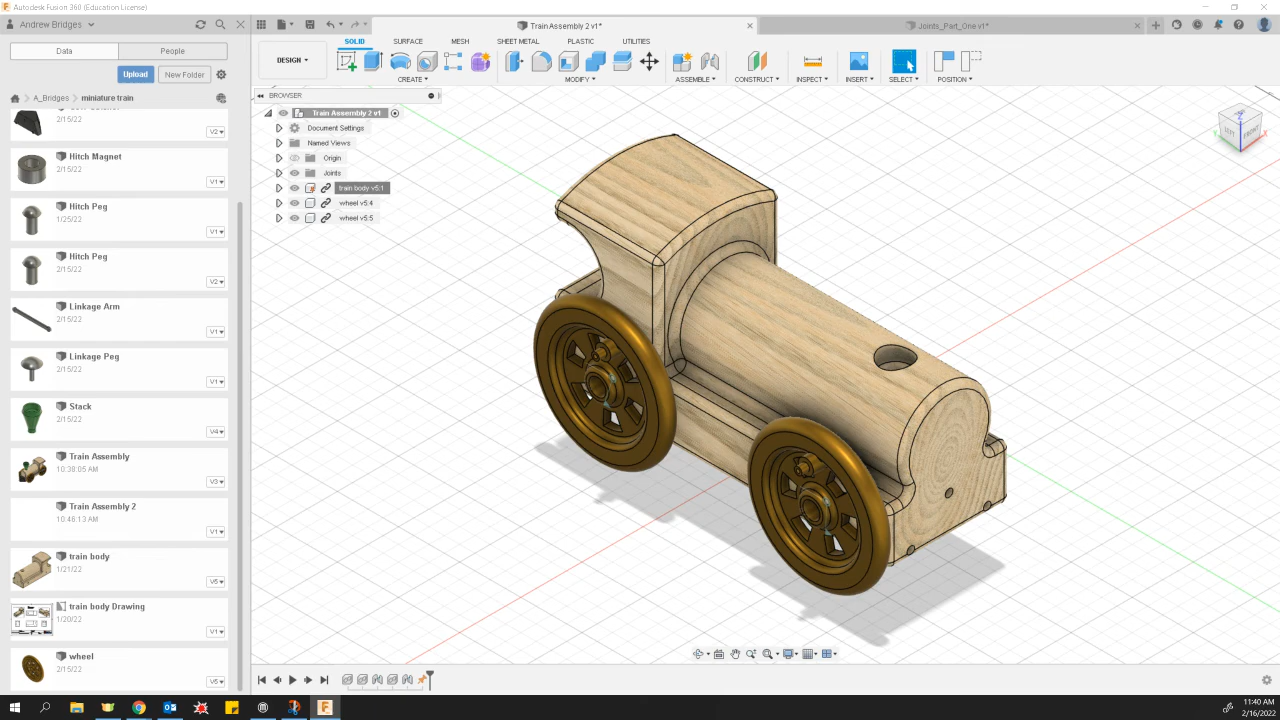 Autodesk Fusion 360 (Education License)
Andrew Bridges
Train Assembly 2 v1*
Joints_Part_One v1*
Data
People
Upload
New Folder
A_Bridges
miniature train
2/15/22
V2
Hitch Magnet
2/15/22
V1
Hitch Peg
1/25/22
V1
Hitch Peg
2/15/22
V2
Linkage Arm
2/15/22
V1
Linkage Peg
2/15/22
V1
Stack
2/15/22
V4
Train Assembly
10:38:05 AM
V3
Train Assembly 2
10:46:13 AM
V1
train body
1/21/22
V5
train body Drawing
1/20/22
V1
wheel
2/15/22
V5
DESIGN
SOLID
SURFACE
MESH
SHEET METAL
PLASTIC
UTILITIES
CREATE
MODIFY
ASSEMBLE
CONSTRUCT
INSPECT
INSERT
SELECT
POSITION
BROWSER
Train Assembly 2 v1
Document Settings
Named Views
Origin
Joints
train body v5:1
wheel v5:4
wheel v5:5
Z
LEFT
FRONT
Y
X
11:40 AM
2/16/2022